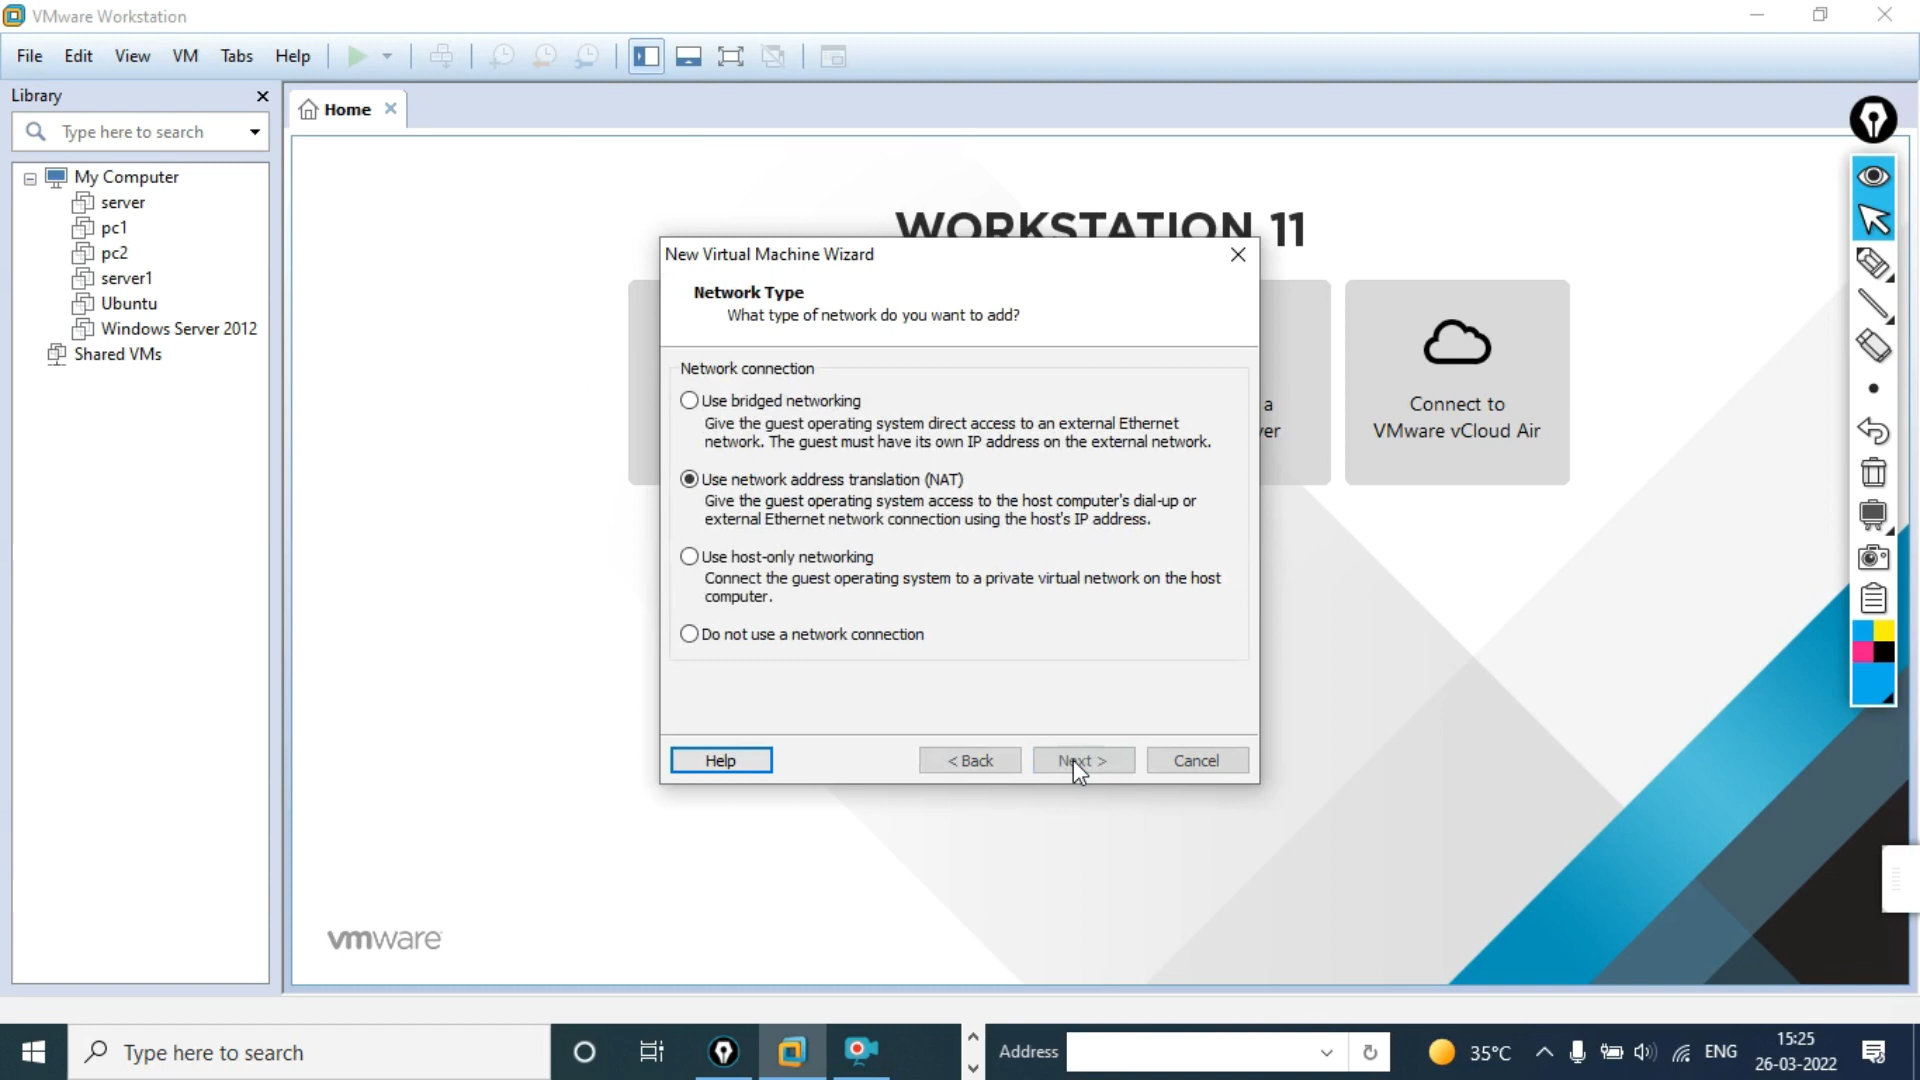 VMware Workstation
File Edit View VM Tabs Help
Library
Type here to search
My Computer
server
pc1
pc2
server1
Ubuntu
Windows Server 2012
Shared VMs
Home
WORKSTATION 11
New Virtual Machine Wizard
Network Type
What type of network do you want to add?
Network connection
Use bridged networking
Give the guest operating system direct access to an external Ethernet
network. The guest must have its own IP address on the external network.
Use network address translation (NAT)
Give the guest operating system access to the host computer's dial-up or
external Ethernet network connection using the host's IP address.
Use host-only networking
Connect the guest operating system to a private virtual network on the host
computer.
Do not use a network connection
Help
< Back
Next >
Cancel
a
Connect to
VMware vCloud Air
vmware
Type here to search
Address
35°C
ENG
15:25
26-03-2022